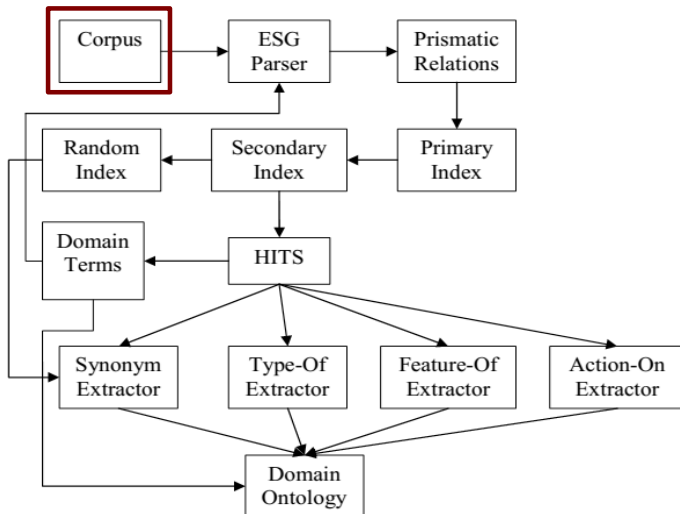 Corpus
ESG
Parser
Prismatic
Relations
Random
Index
Secondary
Index
Primary
Index
Domain
Terms
HITS
Synonym
Extractor
Type-Of
Extractor
Feature-Of
Extractor
Action-On
Extractor
Domain
Ontology